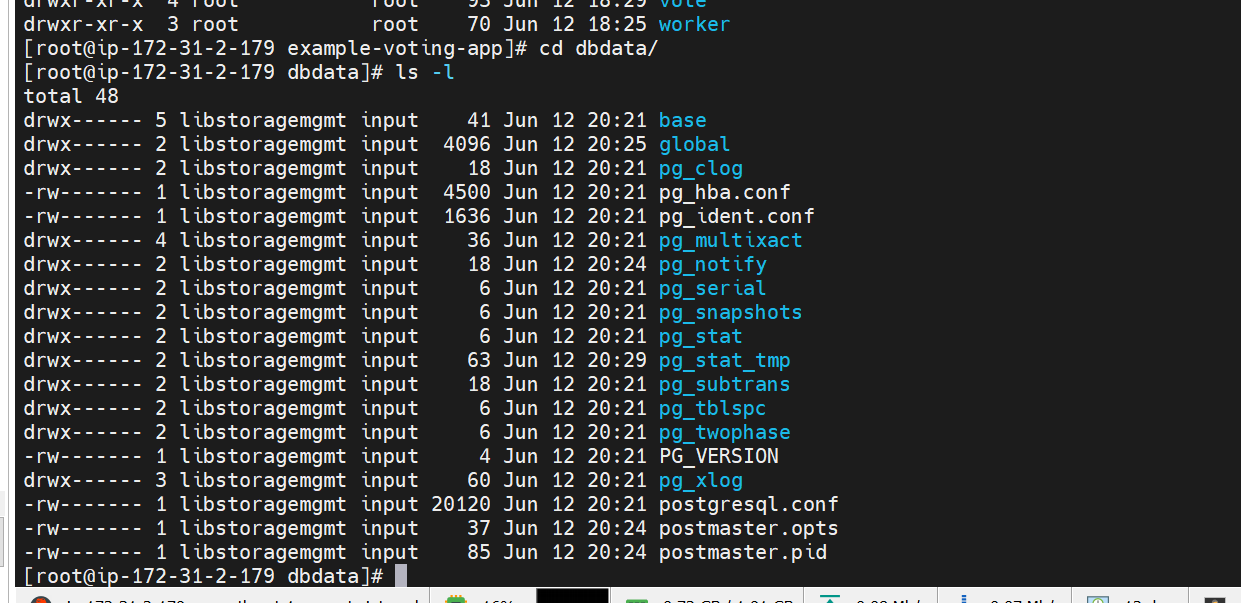 drwxr-xr-x  4 root           root      93 Jun 12 18:29 vote
drwxr-xr-x  3 root           root      70 Jun 12 18:25 worker
[root@ip-172-31-2-179 example-voting-app]# cd dbdata/
[root@ip-172-31-2-179 dbdata]# ls -l
total 48
drwx------ 5 libstoragemgmt input    41 Jun 12 20:21 base
drwx------ 2 libstoragemgmt input  4096 Jun 12 20:25 global
drwx------ 2 libstoragemgmt input    18 Jun 12 20:21 pg_clog
-rw------- 1 libstoragemgmt input  4500 Jun 12 20:21 pg_hba.conf
-rw------- 1 libstoragemgmt input  1636 Jun 12 20:21 pg_ident.conf
drwx------ 4 libstoragemgmt input    36 Jun 12 20:21 pg_multixact
drwx------ 2 libstoragemgmt input    18 Jun 12 20:24 pg_notify
drwx------ 2 libstoragemgmt input     6 Jun 12 20:21 pg_serial
drwx------ 2 libstoragemgmt input     6 Jun 12 20:21 pg_snapshots
drwx------ 2 libstoragemgmt input     6 Jun 12 20:21 pg_stat
drwx------ 2 libstoragemgmt input    63 Jun 12 20:29 pg_stat_tmp
drwx------ 2 libstoragemgmt input    18 Jun 12 20:21 pg_subtrans
drwx------ 2 libstoragemgmt input     6 Jun 12 20:21 pg_tblspc
drwx------ 2 libstoragemgmt input     6 Jun 12 20:21 pg_twophase
-rw------- 1 libstoragemgmt input     4 Jun 12 20:21 PG_VERSION
drwx------ 3 libstoragemgmt input    60 Jun 12 20:21 pg_xlog
-rw------- 1 libstoragemgmt input 20120 Jun 12 20:21 postgresql.conf
-rw------- 1 libstoragemgmt input    37 Jun 12 20:24 postmaster.opts
-rw------- 1 libstoragemgmt input    85 Jun 12 20:24 postmaster.pid
[root@ip-172-31-2-179 dbdata]#